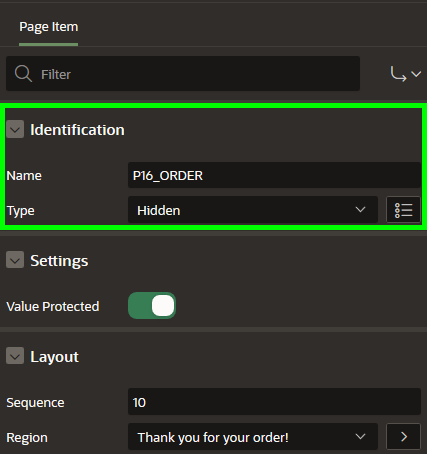 Page Item
Filter
Identification
Name P16_ORDER
Type Hidden
Settings
Value Protected
Layout
Sequence 10
Region Thank you for your order!